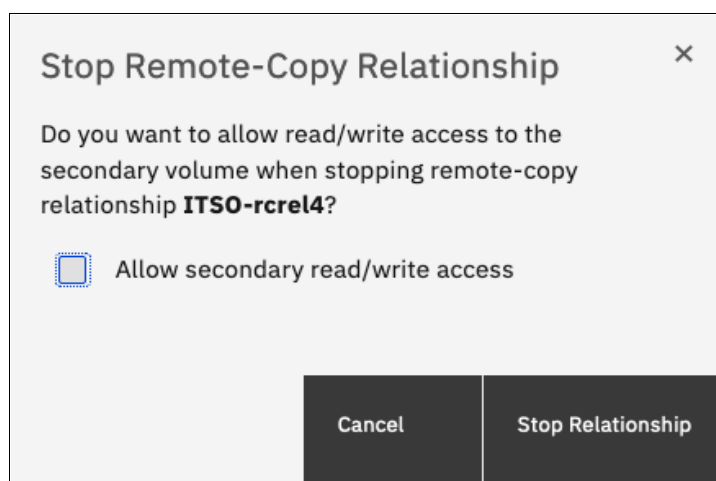 Stop Remote-Copy Relationship
Do you want to allow read/write access to the
secondary volume when stopping remote-copy
relationship ITSO-rcrel4?
Allow secondary read/write access
Cancel
Stop Relationship